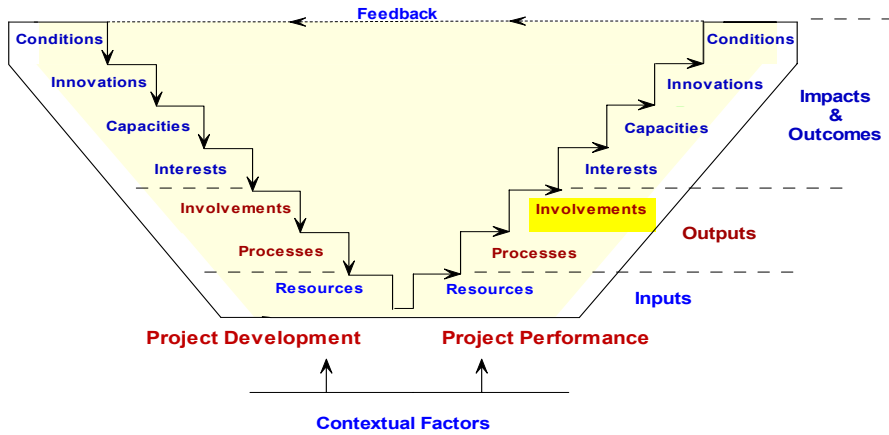 Feedback
Conditions
Conditions
Innovations
Innovations
Impacts
&
Outcomes
Capacities
Capacities
Interests
Interests
Involvements
Involvements
Outputs
Processes
Processes
Resources
Resources
Inputs
Project Development
Project Performance
Contextual Factors